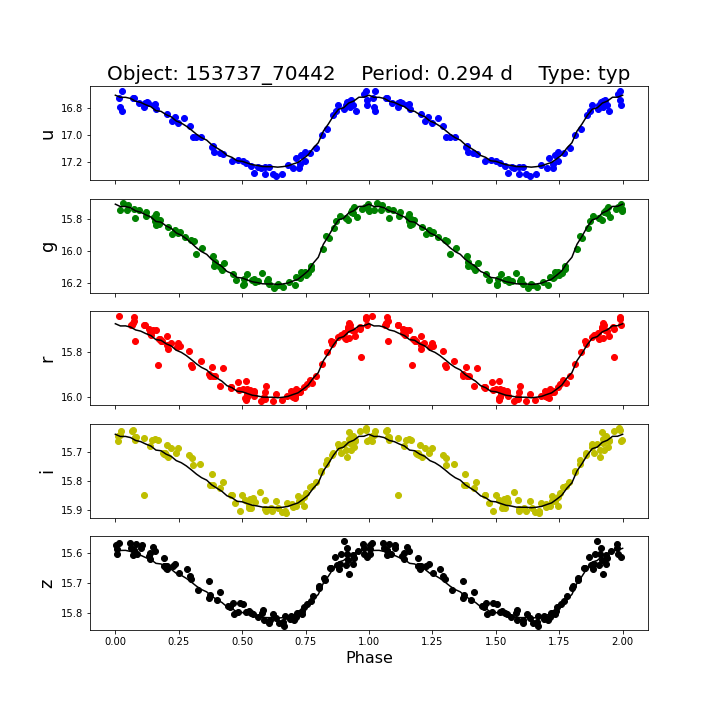 Object: 153737_70442    Period: 0.294 d    Type: typ
16.8
17.0
17.2
u
15.8
16.0
16.2
g
15.8
16.0
r
15.7
15.8
15.9
i
15.6
15.7
15.8
z
0.00 0.25 0.50 0.75 1.00 1.25 1.50 1.75 2.00
Phase